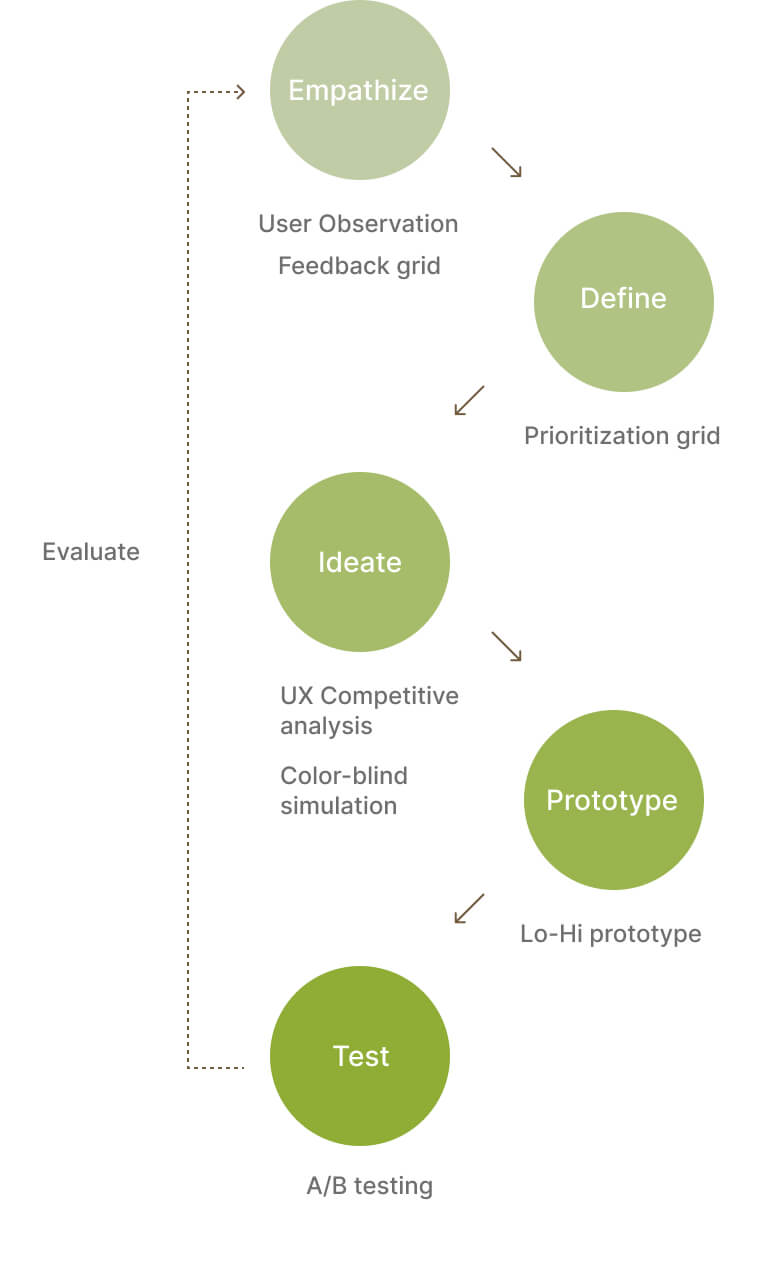 Empathize
User Observation
Feedback grid
Define
Prioritization grid
Evaluate
Ideate
UX Competitive
analysis
Color-blind
simulation
Prototype
Lo-Hi prototype
Test
A/B testing